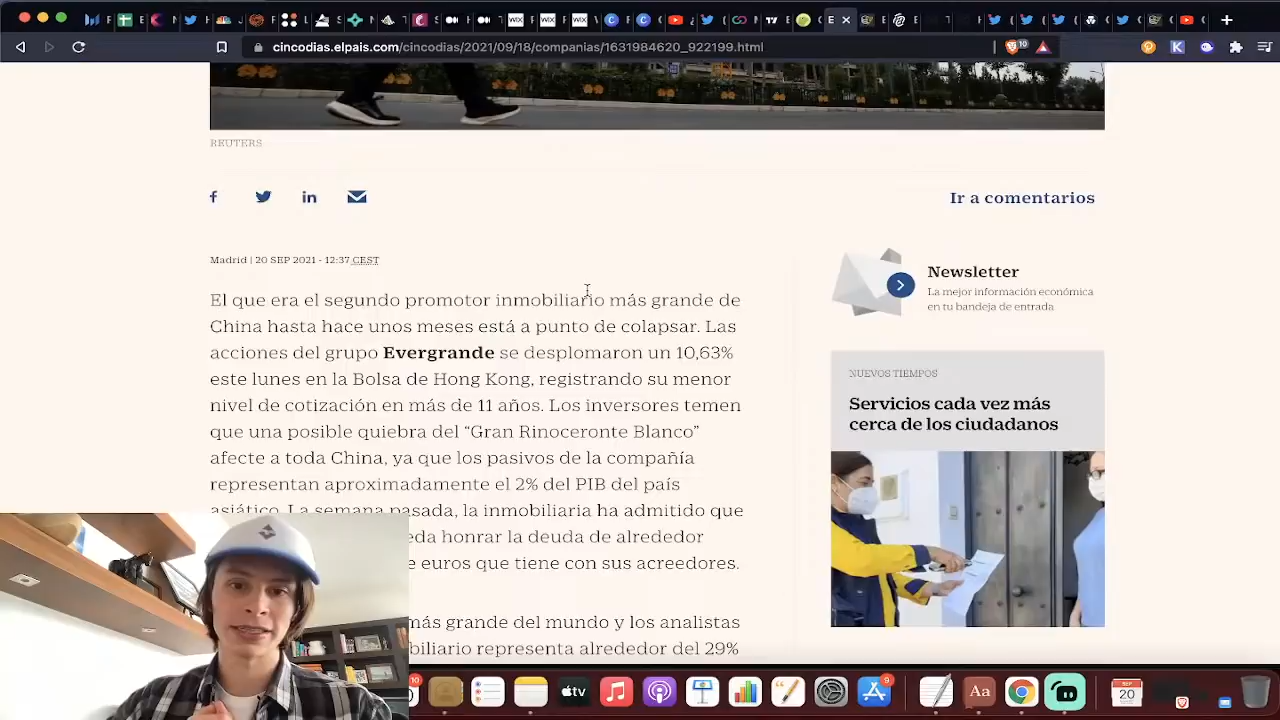 cincodias.elpais.com/cincodias/2021/09/18/companias/1631984620_922199.html
10
REUTERS
Ir a comentarios
Madrid | 20 SEP 2021 - 12:37 CEST
Newsletter
La mejor información económica
en tu bandeja de entrada
El que era el segundo promotor inmobiliario más grande de
China hasta hace unos meses está a punto de colapsar. Las
acciones del grupo Evergrande se desplomaron un 10,63%
este lunes en la Bolsa de Hong Kong, registrando su menor
nivel de cotización en más de 11 años. Los inversores temen
que una posible quiebra del “Gran Rinoceronte Blanco”
afecte a toda China, ya que los pasivos de la compañía
representan aproximadamente el 2% del PIB del país
asiático. La semana pasada, la inmobiliaria ha admitido que
honrar la deuda de alrededor
e euros que tiene con sus acreedores.
más grande del mundo y los analistas
representa alrededor del 29%
NUEVOS TIEMPOS
Servicios cada vez más
cerca de los ciudadanos
tv
Aa
SEP
20